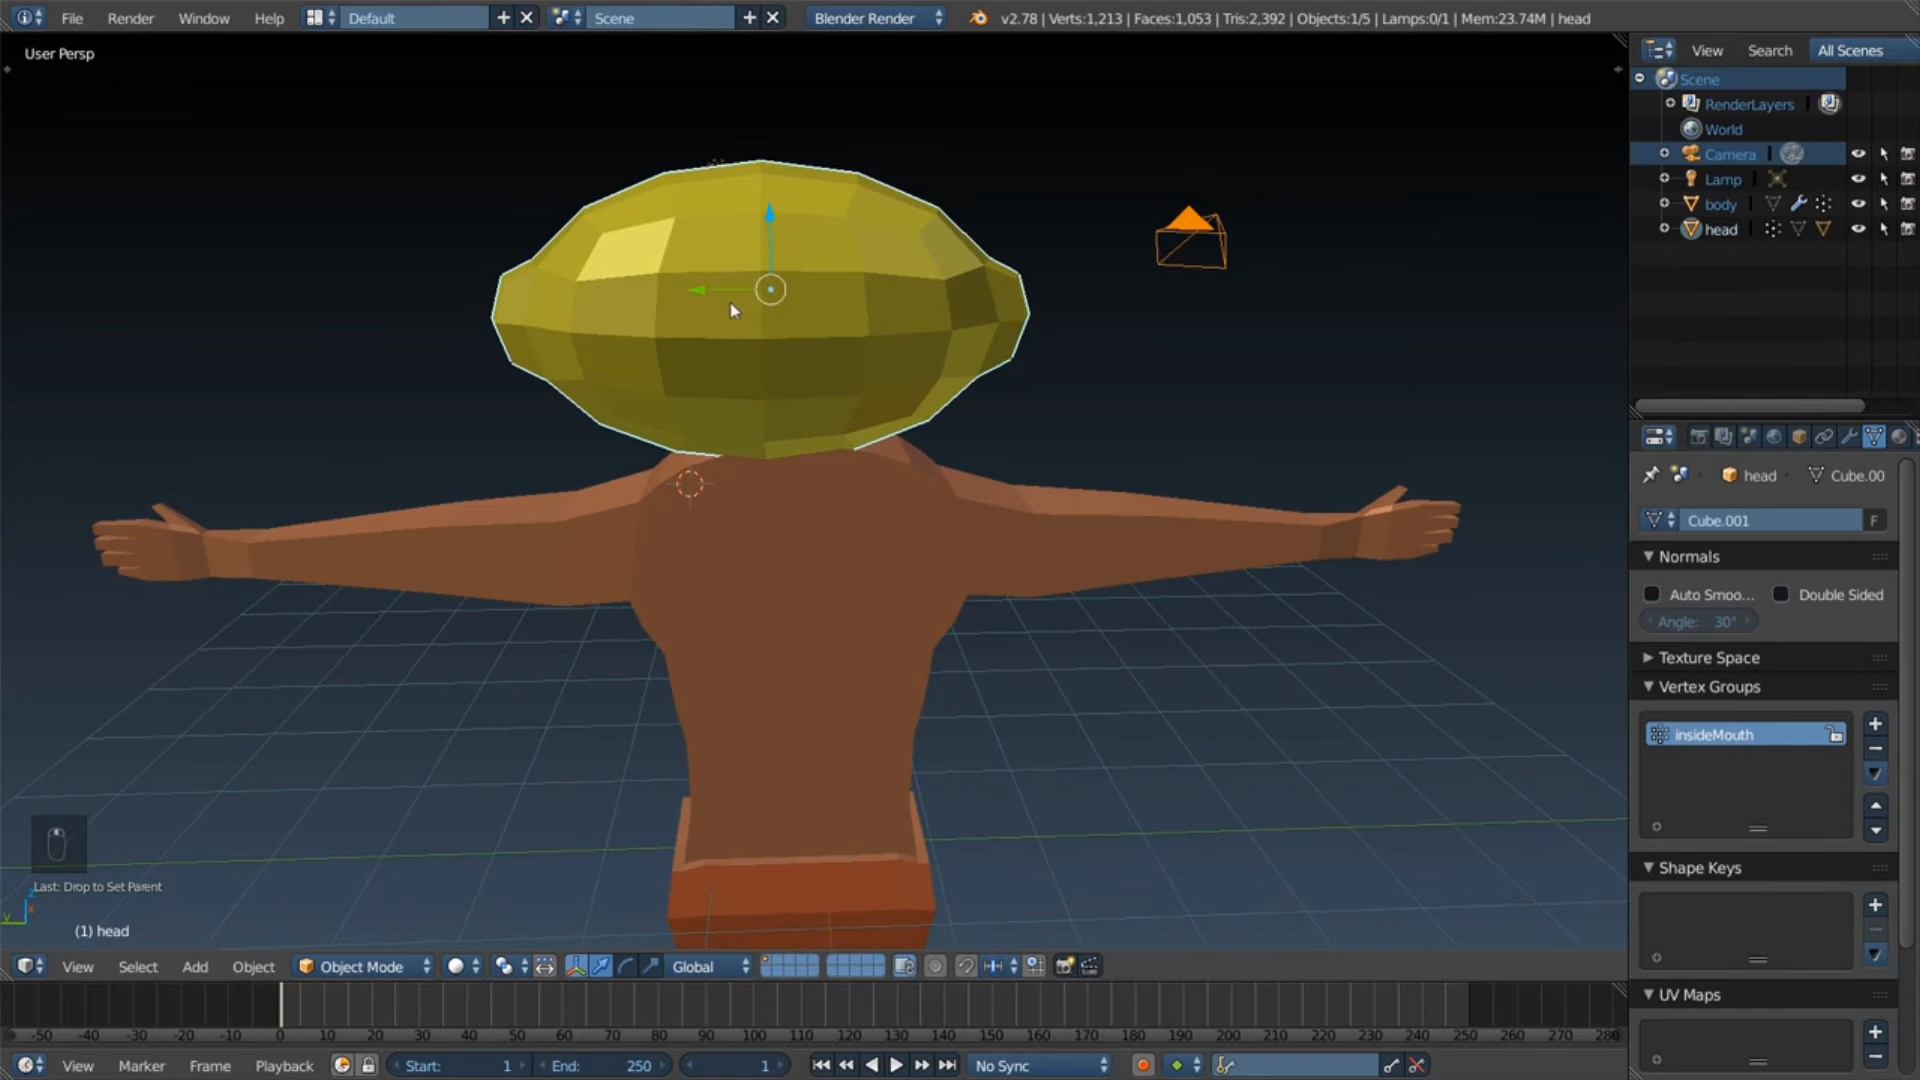 File Render Window Help Default Scene Blender Render v2.78 | Verts:1,213 | Faces:1,053 | Tris:2,392 | Objects:1/5 | Lamps:0/1 | Mem:23.74M | head
User Persp
View Search All Scenes
Scene
RenderLayers
World
Camera
Lamp
body
head
head Cube.00
Cube.001 F
Normals
Auto Smoo... Double Sided
Angle: 30°
Texture Space
Vertex Groups
insideMouth
Shape Keys
UV Maps
Last: Drop to Set Parent
z
y x
(1) head
View Select Add Object Object Mode Global
-50 -40 -30 -20 -10 0 10 20 30 40 50 60 70 80 90 100 110 120 130 140 150 160 170 180 190 200 210 220 230 240 250 260 270 280
View Marker Frame Playback Start: 1 End: 250 1 No Sync